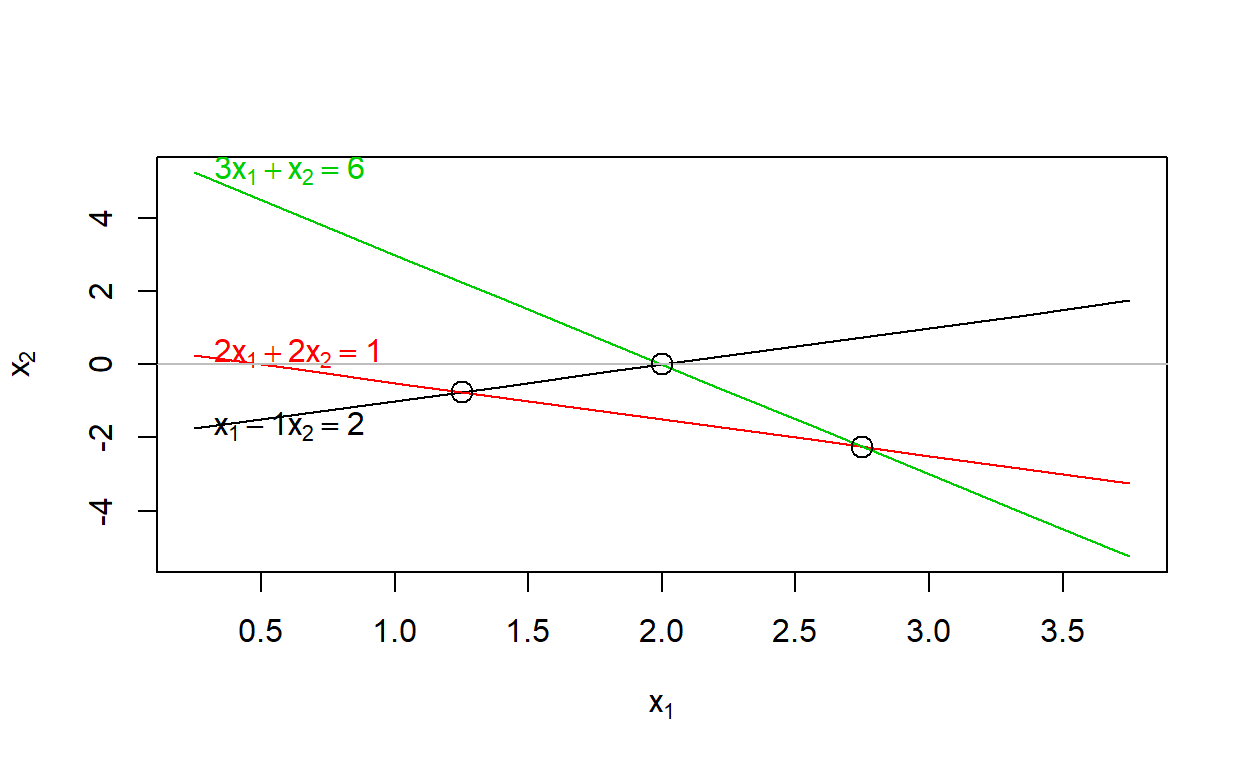 3x₁ + x₂ = 6
4
2
2x₁ + 2x₂ = 1
0
x₂
x₁ − 1x₂ = 2
-2
-4
0.5 1.0 1.5 2.0 2.5 3.0 3.5
x₁